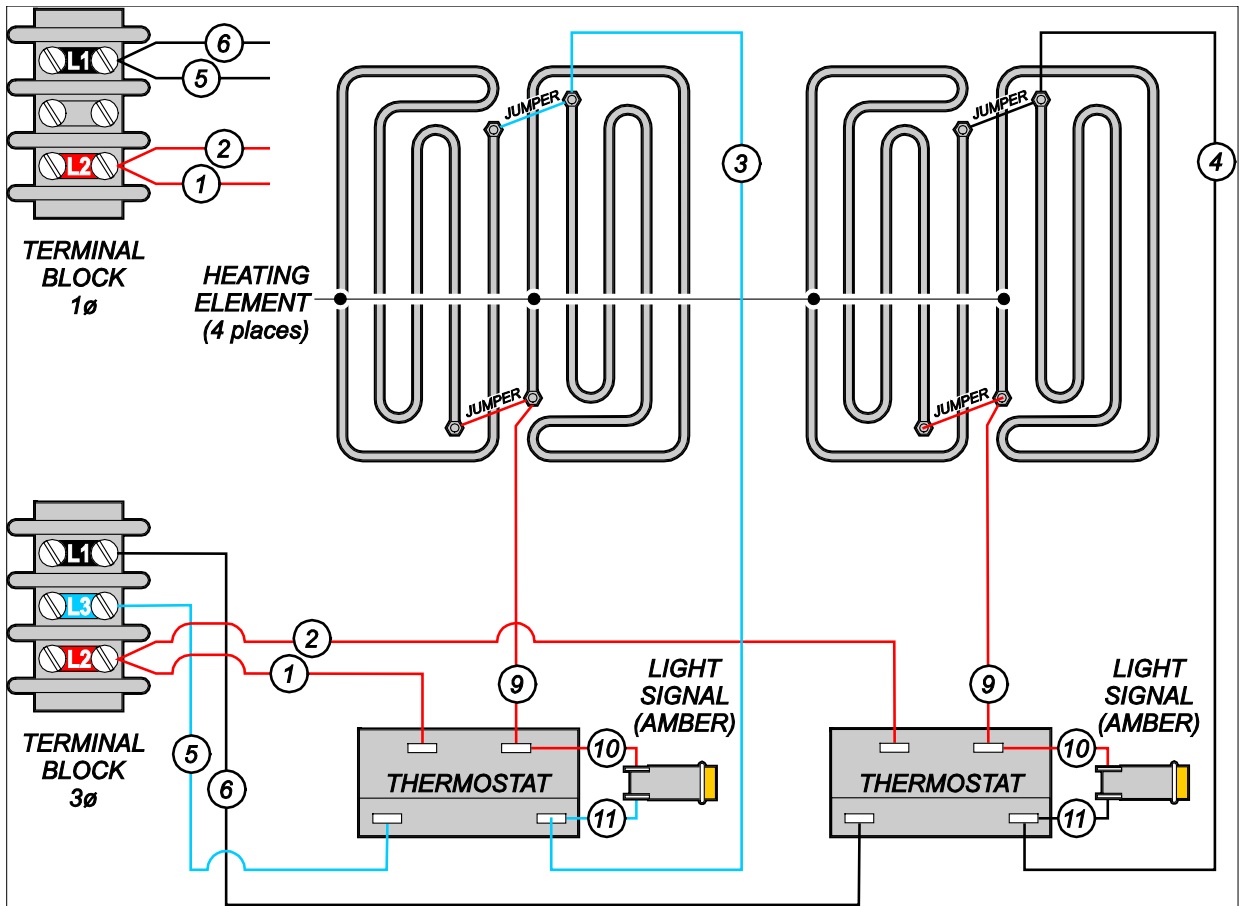 L1
6
5
L2
2
1
TERMINAL
BLOCK
1ø
HEATING
ELEMENT
(4 places)
JUMPER
JUMPER
3
JUMPER
JUMPER
4
L1
L3
L2
2
1
9
9
5
6
TERMINAL
BLOCK
3ø
LIGHT
SIGNAL
(AMBER)
THERMOSTAT
10
11
LIGHT
SIGNAL
(AMBER)
THERMOSTAT
10
11